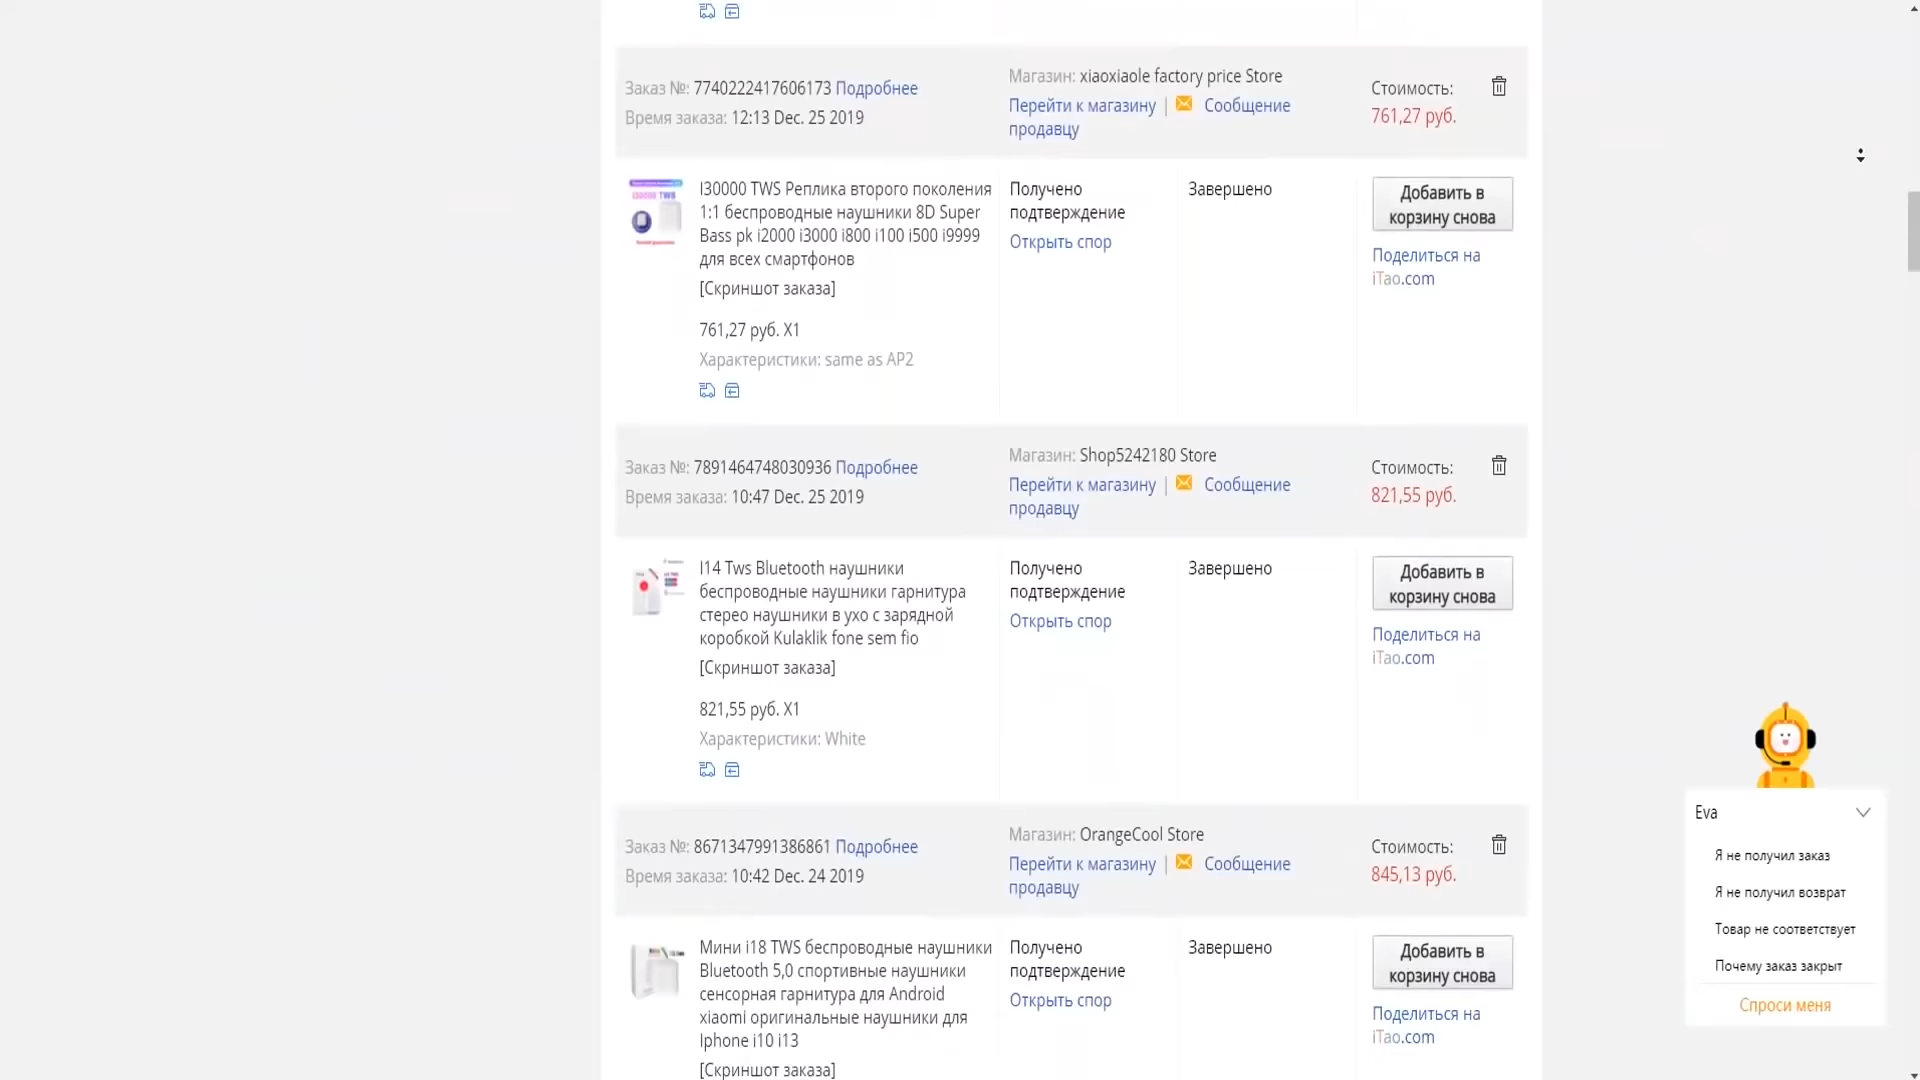 Заказ №: 7740222417606173 Подробнее
Время заказа: 12:13 Dec. 25 2019
Магазин: xiaoxiaole factory price Store
Перейти к магазину | Сообщение
продавцу
Стоимость:
761,27 руб.
I30000 TWS Реплика второго поколения
1:1 беспроводные наушники 8D Super
Bass pk i2000 i3000 i800 i100 i500 i9999
для всех смартфонов
[Скриншот заказа]
761,27 руб. X1
Характеристики: same as AP2
Получено
подтверждение
Открыть спор
Завершено
Добавить в
корзину снова
Поделиться на
iTao.com
Заказ №: 7891464748030936 Подробнее
Время заказа: 10:47 Dec. 25 2019
Магазин: Shop5242180 Store
Перейти к магазину | Сообщение
продавцу
Стоимость:
821,55 руб.
I14 Tws Bluetooth наушники
беспроводные наушники гарнитура
стерео наушники в ухо с зарядной
коробкой Kulaklik fone sem fio
[Скриншот заказа]
821,55 руб. X1
Характеристики: White
Получено
подтверждение
Открыть спор
Завершено
Добавить в
корзину снова
Поделиться на
iTao.com
Заказ №: 8671347991386861 Подробнее
Время заказа: 10:42 Dec. 24 2019
Магазин: OrangeCool Store
Перейти к магазину | Сообщение
продавцу
Стоимость:
845,13 руб.
Мини i18 TWS беспроводные наушники
Bluetooth 5,0 спортивные наушники
сенсорная гарнитура для Android
xiaomi оригинальные наушники для
Iphone i10 i13
[Скриншот заказа]
Получено
подтверждение
Открыть спор
Завершено
Добавить в
корзину снова
Поделиться на
iTao.com
Eva
Я не получил заказ
Я не получил возврат
Товар не соответствует
Почему заказ закрыт
Спроси меня